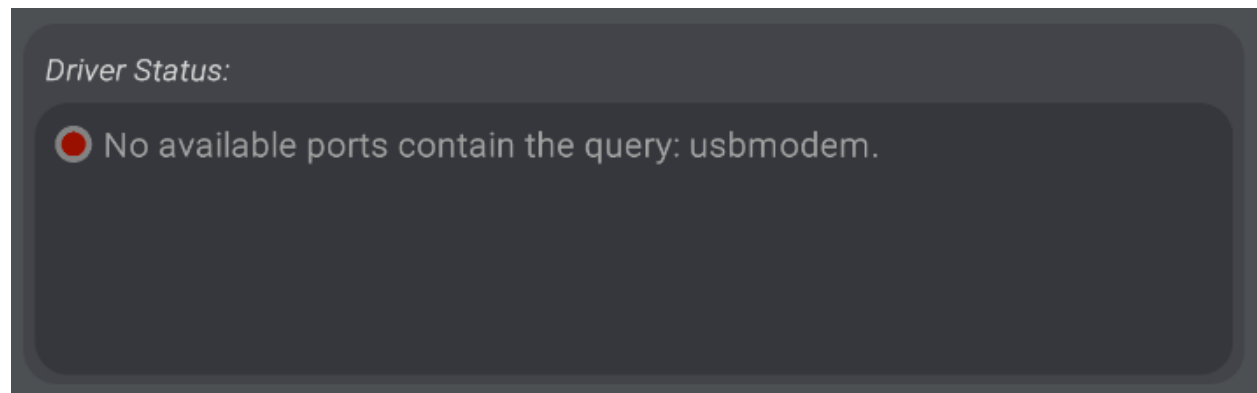 Driver Status:
No available ports contain the query: usbmodem.